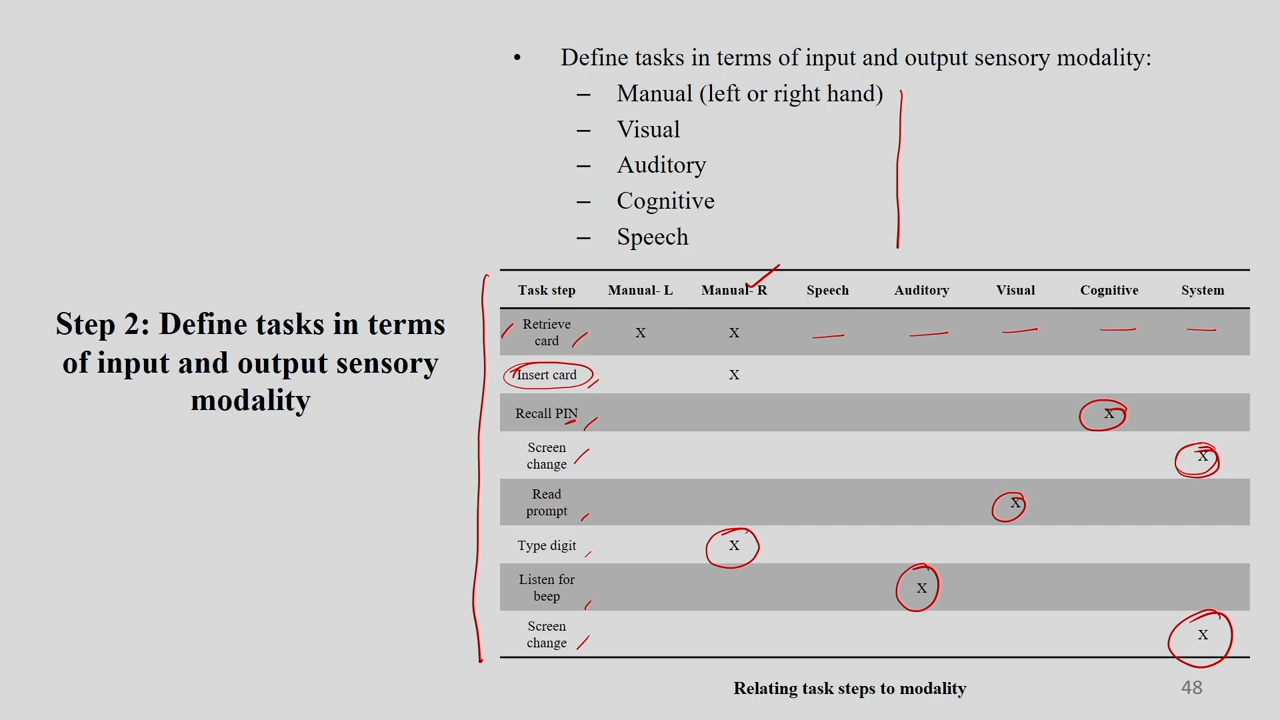 • Define tasks in terms of input and output sensory modality:
– Manual (left or right hand)
– Visual
– Auditory
– Cognitive
– Speech
Step 2: Define tasks in terms
of input and output sensory
modality
Task step Manual- L Manual- R Speech Auditory Visual Cognitive System
Retrieve
card X X
Insert card X
Recall PIN X
Screen
change X
Read
prompt X
Type digit X
Listen for
beep X
Screen
change X
Relating task steps to modality
48